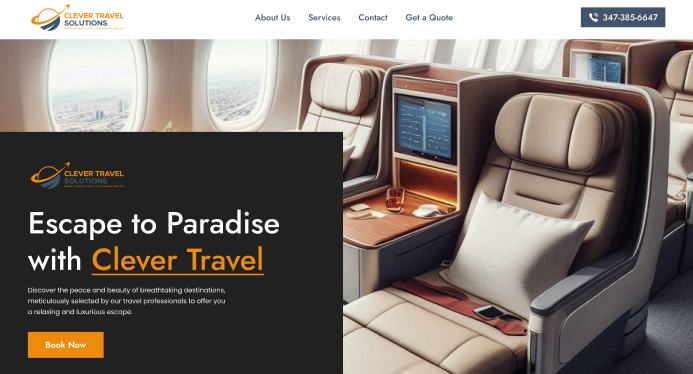 CLEVER TRAVEL
SOLUTIONS
About Us
Services
Contact
Get a Quote
347-385-6647
CLEVER TRAVEL
SOLUTIONS
Escape to Paradise
with Clever Travel
Discover the peace and beauty of breathtaking destinations,
meticulously selected by our travel professionals to offer you
a relaxing and luxurious escape.
Book Now